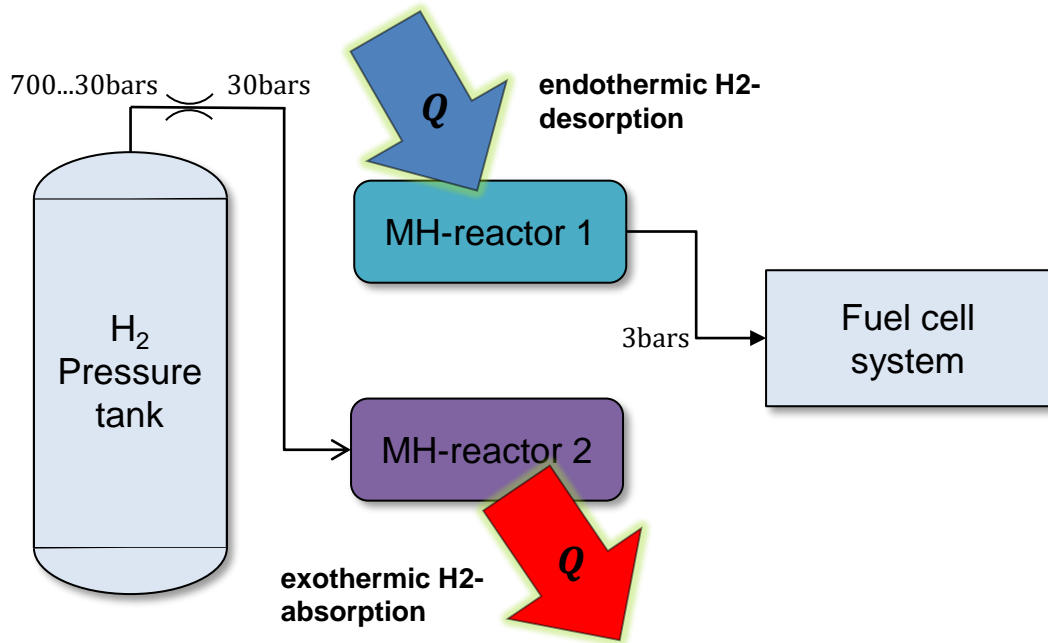 700...30bars
30bars
Q
endothermic H2-
desorption
MH-reactor 1
H₂
Pressure
tank
3bars
Fuel cell
system
MH-reactor 2
exothermic H2-
absorption
Q